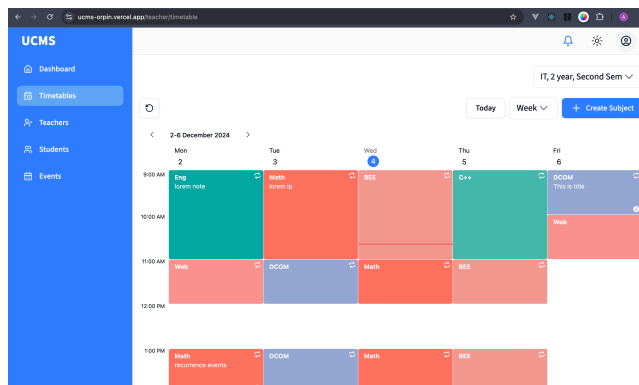 ucms-orpin.vercel.app/teacher/timetable
A
UCMS
Dashboard
Timetables
Teachers
Students
Events
IT, 2 year, Second Sem
Today
Week
+ Create Subject
2-6 December 2024
Mon
2
Tue
3
Wed
4
Thu
5
Fri
6
9:00 AM
Eng
lorem note
Math
lorem ip
BEE
C++
DCOM
This is title
10:00 AM
Web
11:00 AM
Web
DCOM
Math
BEE
12:00 PM
1:00 PM
Math
recurrence events
DCOM
Math
BEE